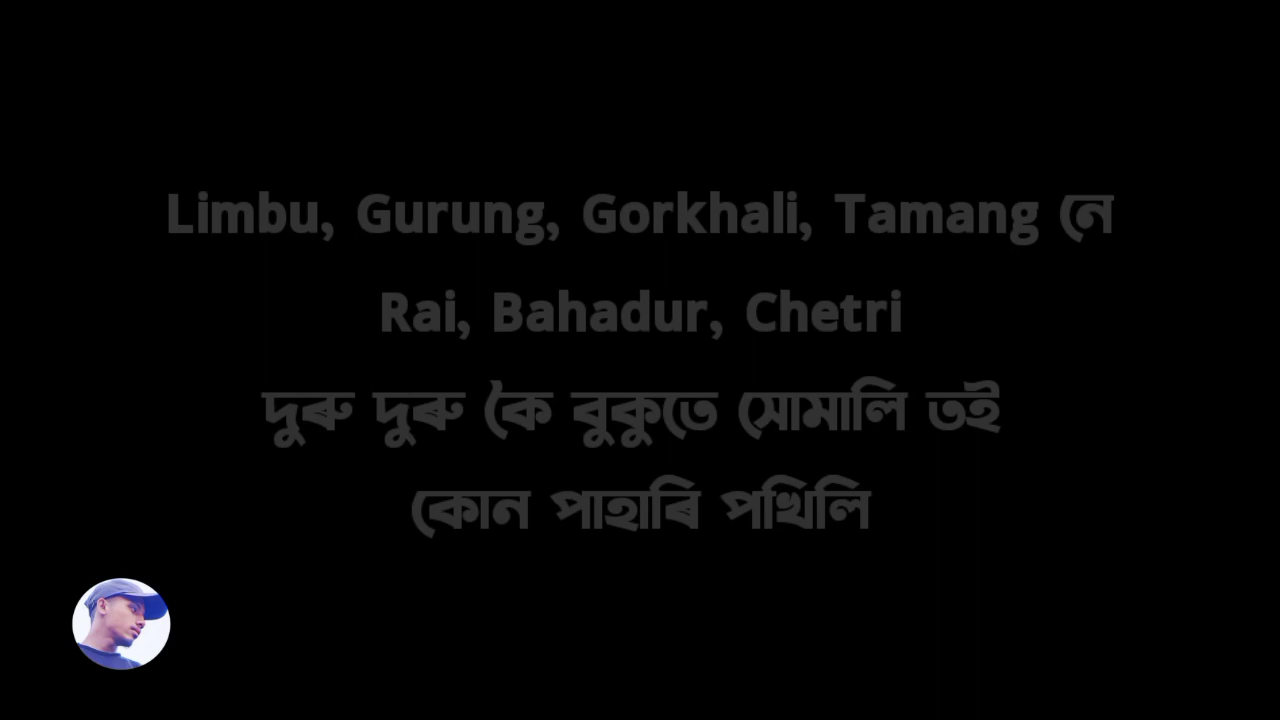 Limbu, Gurung, Gorkhali, Tamang নে
Rai, Bahadur, Chetri
দুৰু দুৰু কৈ বুকুতে সোমালি তই
কোন পাহাৰি পখিলি